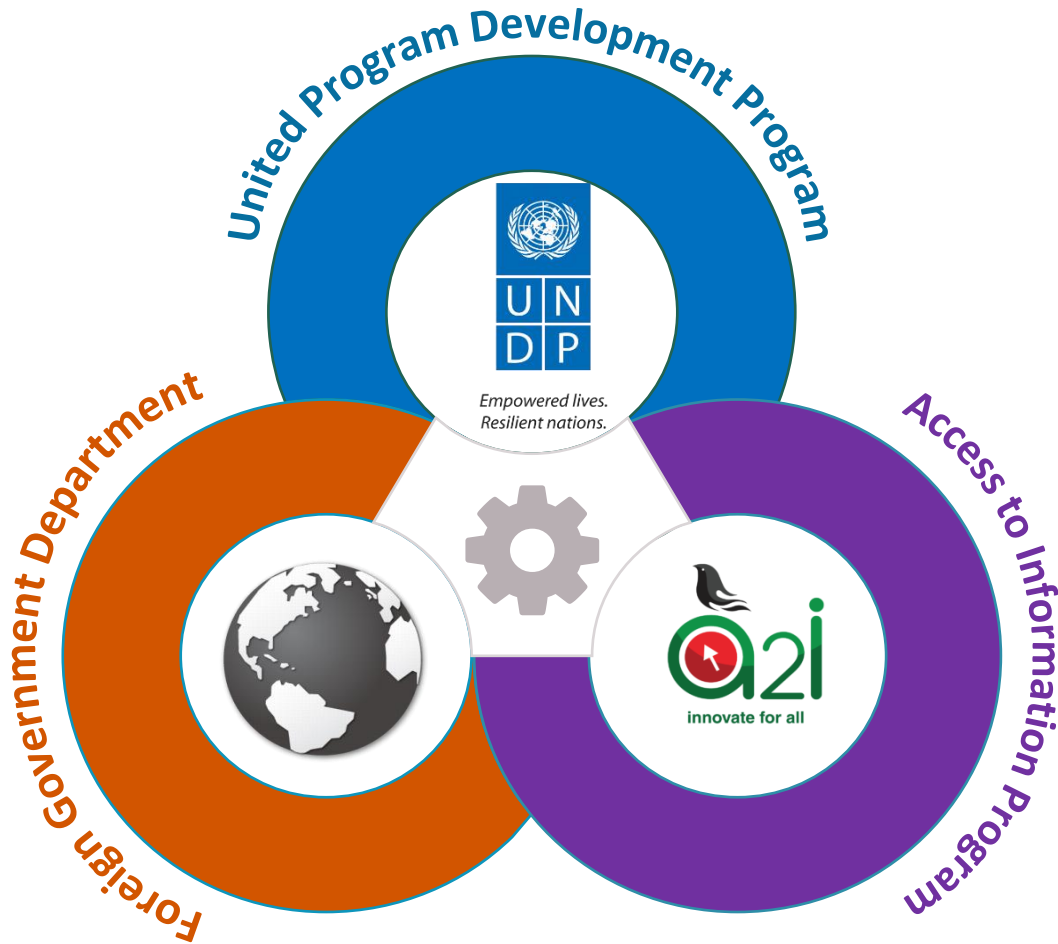 United Program Development Program
U N
D P
Empowered lives.
Resilient nations.
Foreign Government Department
Access to Information Program
a2i
innovate for all